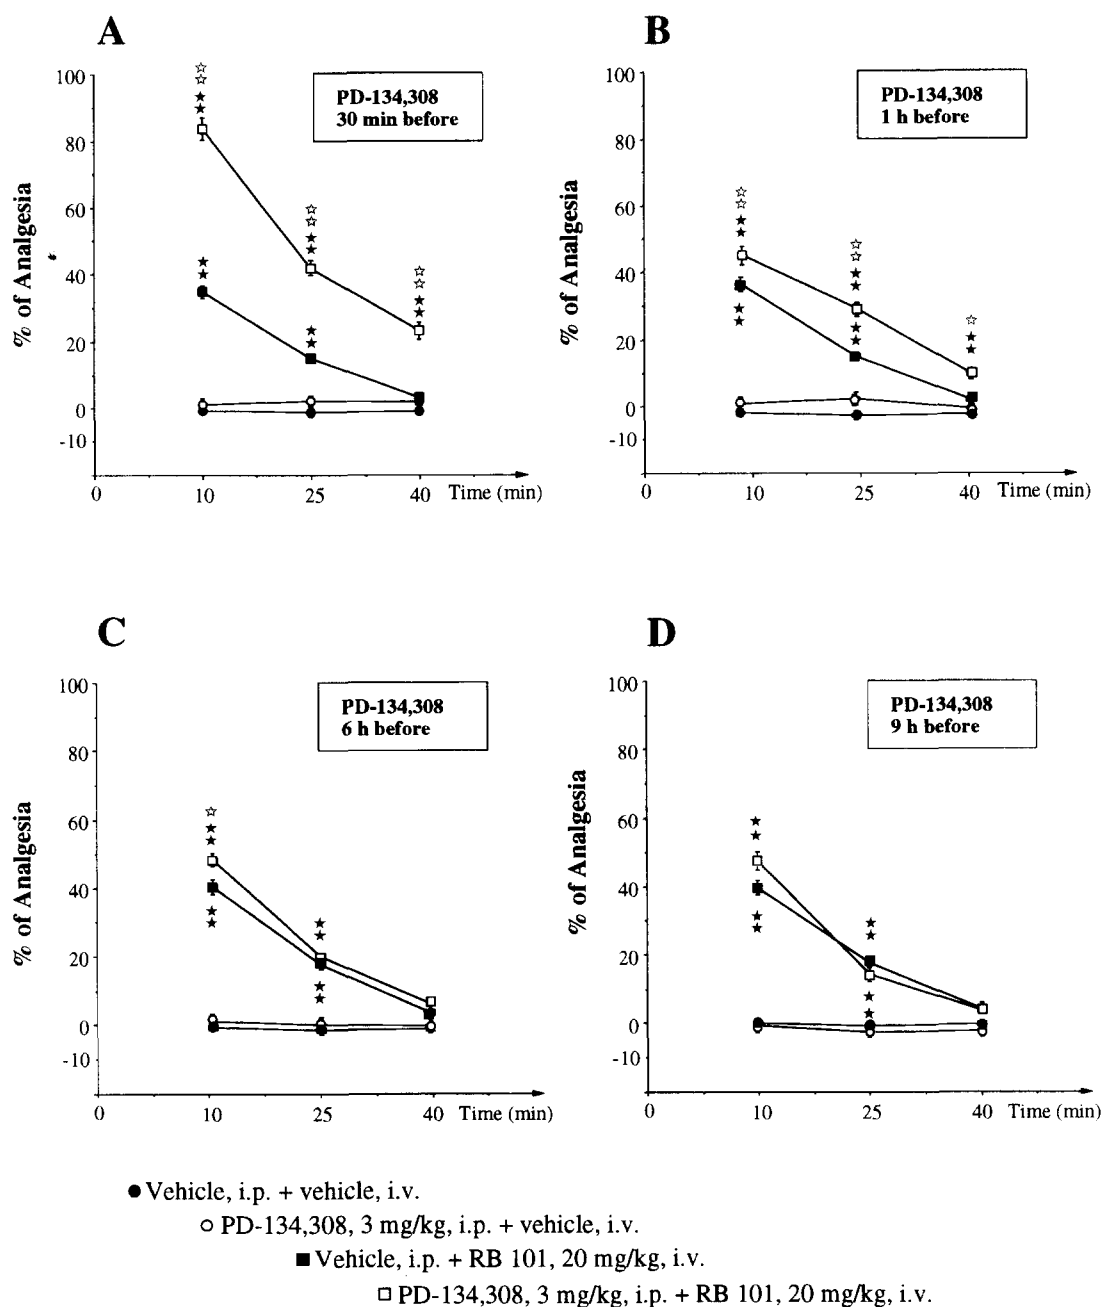 A
% of Analgesia
100
80
60
40
20
0
-10
PD-134,308
30 min before
0 10 25 40 Time (min)
B
% of Analgesia
100
80
60
40
20
0
-10
PD-134,308
1 h before
0 10 25 40 Time (min)
C
% of Analgesia
100
80
60
40
20
0
-10
PD-134,308
6 h before
0 10 25 40 Time (min)
D
% of Analgesia
100
80
60
40
20
0
-10
PD-134,308
9 h before
0 10 25 40 Time (min)
Vehicle, i.p. + vehicle, i.v.
PD-134,308, 3 mg/kg, i.p. + vehicle, i.v.
Vehicle, i.p. + RB 101, 20 mg/kg, i.v.
PD-134,308, 3 mg/kg, i.p. + RB 101, 20 mg/kg, i.v.